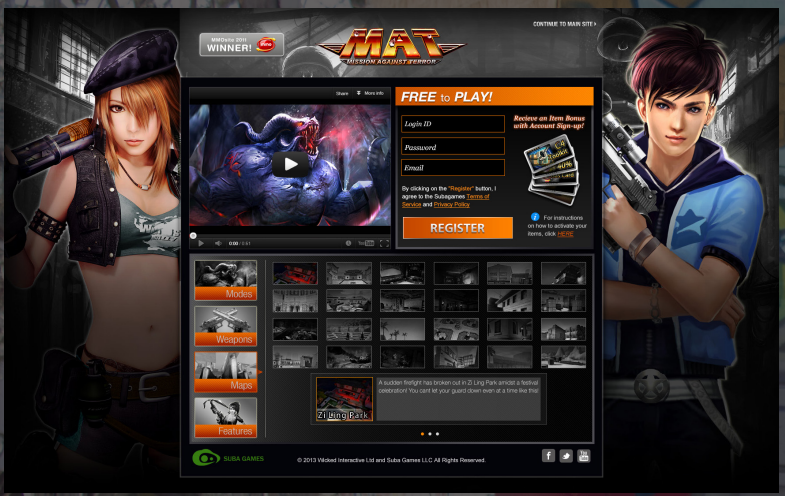 CONTINUE TO MAIN SITE
MMOsite 2011
WINNER!
MAT
MISSION AGAINST TERROR
Share
More info
FREE to PLAY!
Login ID
Recieve an Item Bonus
with Account Sign-up!
Password
Email
By clicking on the "Register" button, I
agree to the Subagames Terms of
Service and Privacy Policy
REGISTER
For instructions
on how to activate your
items, click HERE
0:00 / 0:51
YouTube
Modes
Weapons
Maps
Features
Zi Ling Park
A sudden firefight has broken out in Zi Ling Park amidst a festival
celebration! You cant let your guard down even at a time like this!
SUBA GAMES
© 2013 Wicked Interactive Ltd and Suba Games LLC All Rights Reserved.
You
Tube